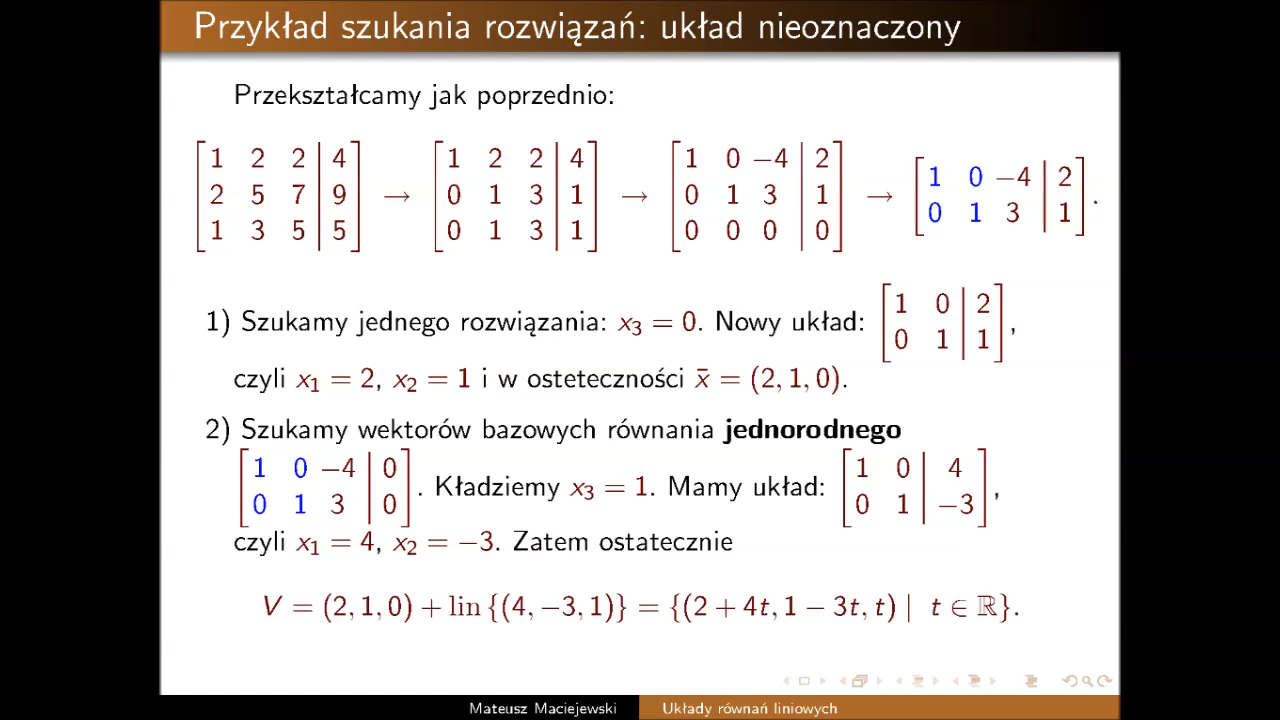 Przykład szukania rozwiązań: układ nieoznaczony
Przekształcamy jak poprzednio:
[1 2 2 | 4; 2 5 7 | 9; 1 3 5 | 5] → [1 2 2 | 4; 0 1 3 | 1; 0 1 3 | 1] → [1 0 −4 | 2; 0 1 3 | 1; 0 0 0 | 0] → [1 0 −4 | 2; 0 1 3 | 1].
1) Szukamy jednego rozwiązania: x₃ = 0. Nowy układ: [1 0 | 2; 0 1 | 1],
czyli x₁ = 2, x₂ = 1 i w osteteczności x̄ = (2, 1, 0).
2) Szukamy wektorów bazowych równania jednorodnego
[1 0 −4 | 0; 0 1 3 | 0]. Kładziemy x₃ = 1. Mamy układ: [1 0 | 4; 0 1 | −3],
czyli x₁ = 4, x₂ = −3. Zatem ostatecznie
V = (2, 1, 0) + lin {(4, −3, 1)} = {(2 + 4t, 1 − 3t, t) | t ∈ ℝ}.
Mateusz Maciejewski Układy równań liniowych